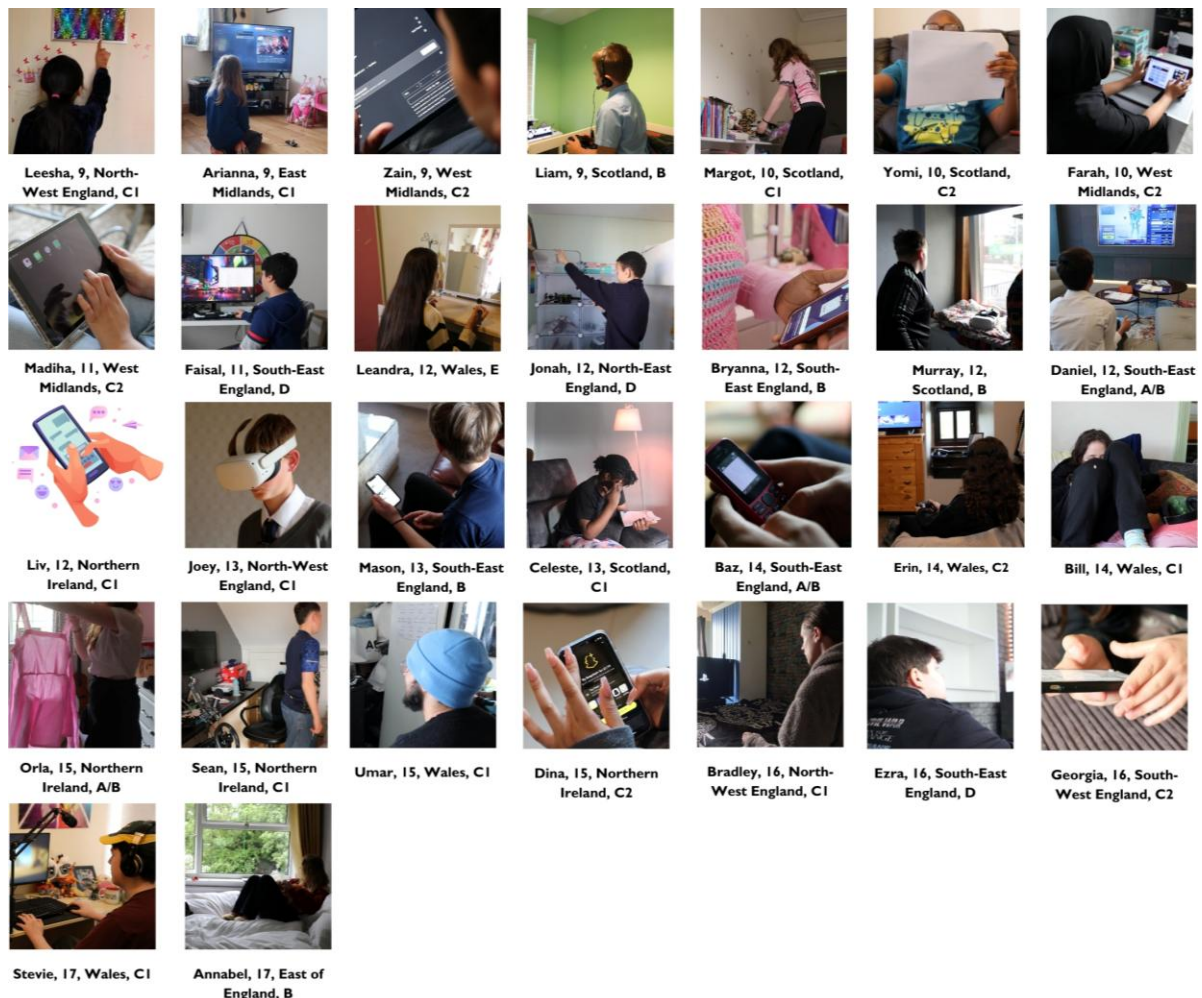 Leesha, 9, North-
West England, C1
Arianna, 9, East
Midlands, C1
Zain, 9, West
Midlands, C2
Liam, 9, Scotland, B
Margot, 10, Scotland,
C1
Yomi, 10, Scotland,
C2
Farah, 10, West
Midlands, C2
Madiha, 11, West
Midlands, C2
Faisal, 11, South-East
England, D
Leandra, 12, Wales, E
Jonah, 12, North-East
England, D
Bryanna, 12, South-
East England, B
Murray, 12,
Scotland, B
Daniel, 12, South-East
England, A/B
Liv, 12, Northern
Ireland, C1
Joey, 13, North-West
England, C1
Mason, 13, South-East
England, B
Celeste, 13, Scotland,
C1
Baz, 14, South-East
England, A/B
Erin, 14, Wales, C2
Bill, 14, Wales, C1
Orla, 15, Northern
Ireland, A/B
Sean, 15, Northern
Ireland, C1
Umar, 15, Wales, C1
Dina, 15, Northern
Ireland, C2
Bradley, 16, North-
West England, C1
Ezra, 16, South-East
England, D
Georgia, 16, South-
West England, C2
Stevie, 17, Wales, C1
Annabel, 17, East of
England, B